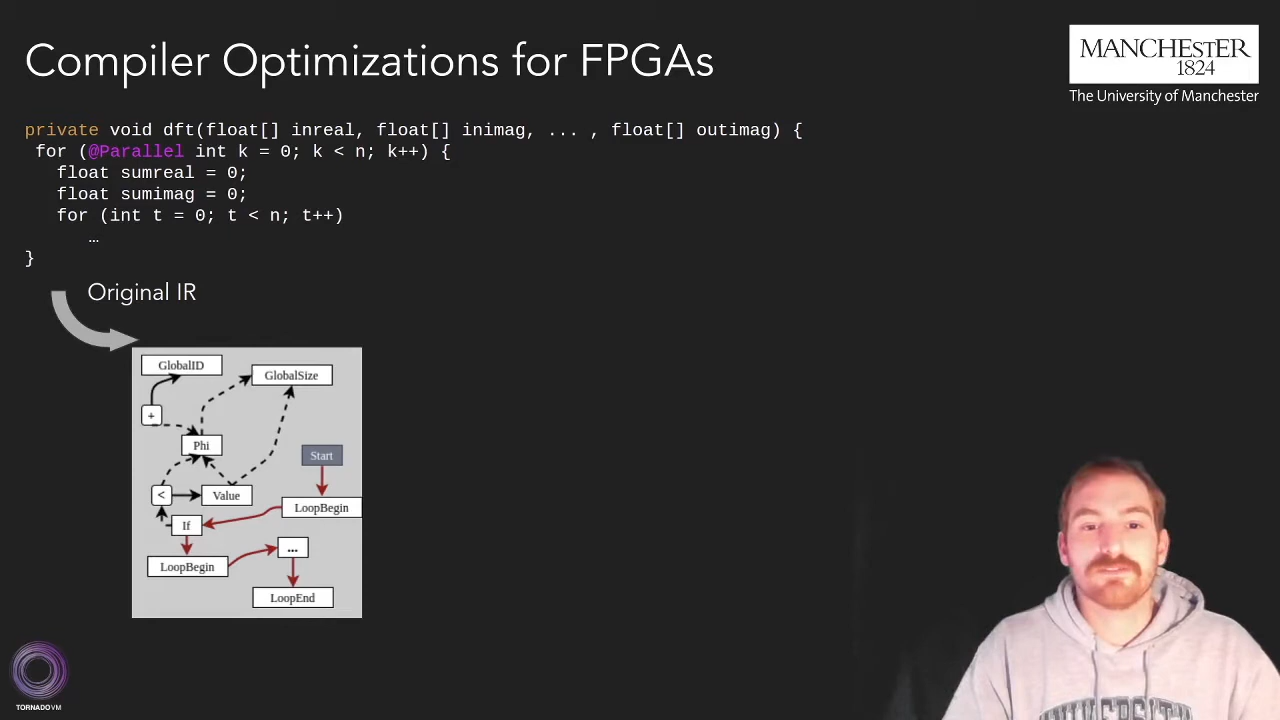 Compiler Optimizations for FPGAs
MANCHESTER
1824
The University of Manchester
private void dft(float[] inreal, float[] inimag, ... , float[] outimag) {
for (@Parallel int k = 0; k < n; k++) {
float sumreal = 0;
float sumimag = 0;
for (int t = 0; t < n; t++)
…
}
Original IR
GlobalID
GlobalSize
+
Phi
Start
<
Value
LoopBegin
If
...
LoopBegin
LoopEnd
TORNADOVM